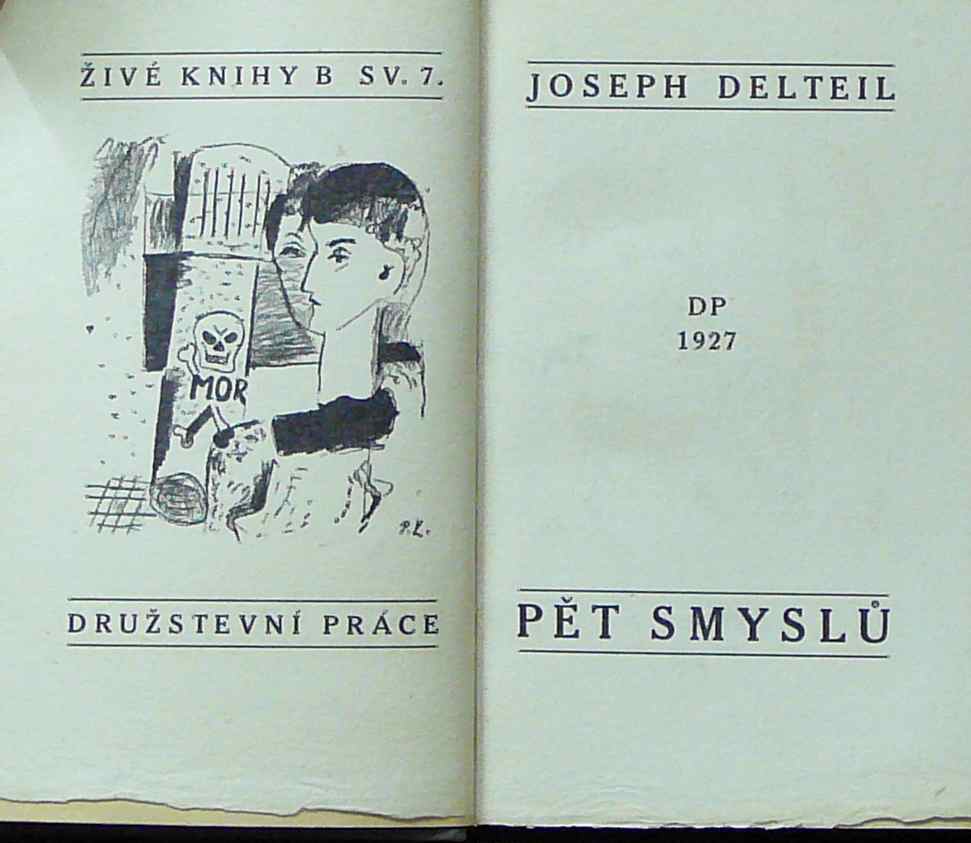 ŽIVÉ KNIHY B SV. 7.
MOR
P.L.
DRUŽSTEVNÍ PRÁCE
JOSEPH DELTEIL
DP
1927
PĚT SMYSLŮ